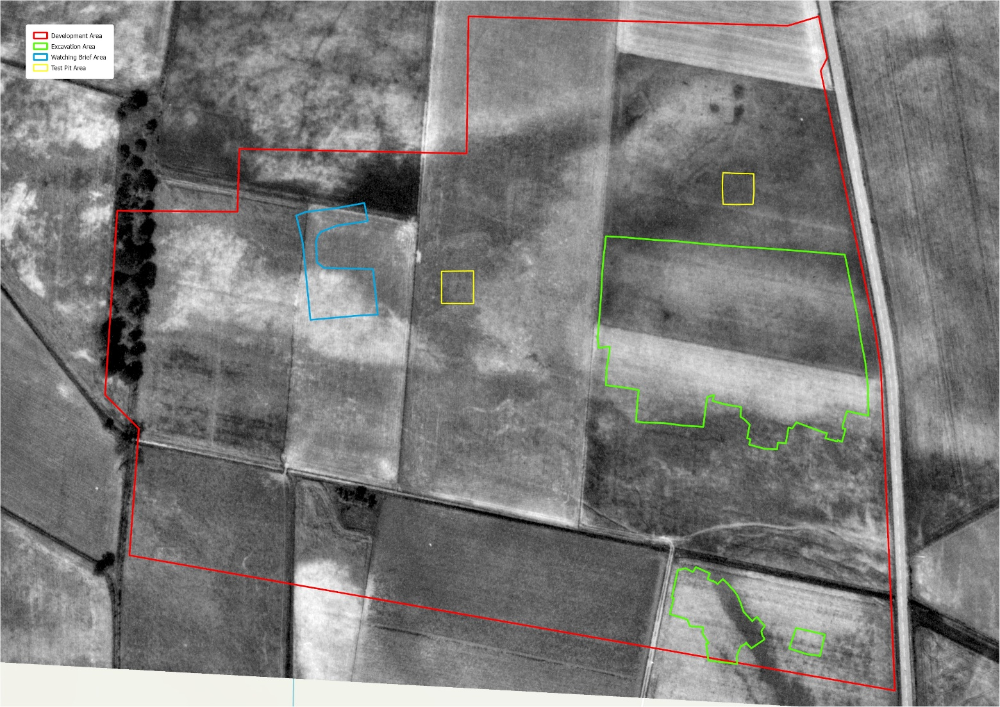 Development Area
Excavation Area
Watching Brief Area
Test Pit Area